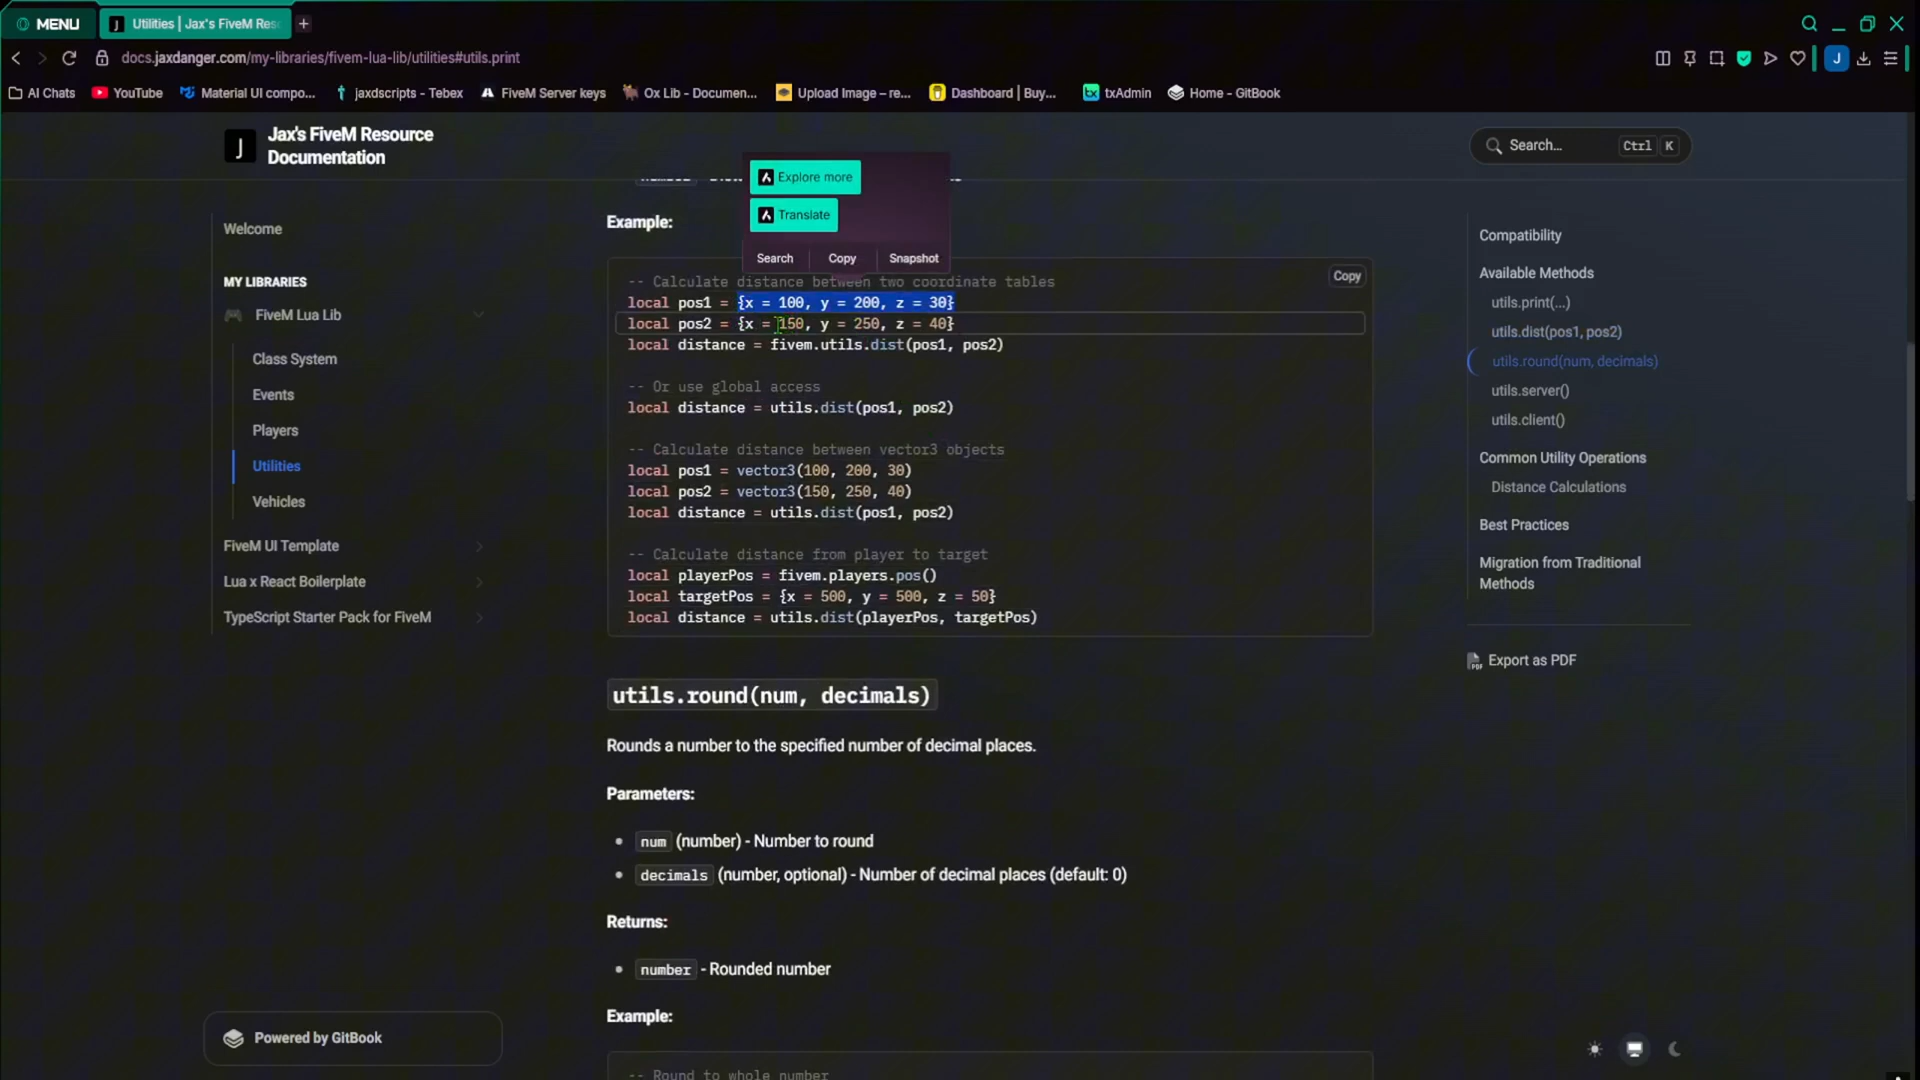 MENU
Utilities | Jax's FiveM Res
docs.jaxdanger.com/my-libraries/fivem-lua-lib/utilities#utils.print
J
AI Chats
YouTube
Material UI compo...
jaxdscripts - Tebex
FiveM Server keys
Ox Lib - Documen...
Upload Image – re...
Dashboard | Buy...
txAdmin
Home - GitBook
J
Jax's FiveM Resource
Documentation
Search...
Ctrl K
Welcome
MY LIBRARIES
FiveM Lua Lib
Class System
Events
Players
Utilities
Vehicles
FiveM UI Template
Lua x React Boilerplate
TypeScript Starter Pack for FiveM
Powered by GitBook
Explore more
Translate
Search
Copy
Snapshot
Example:
Copy
-- Calculate distance between two coordinate tables
local pos1 = {x = 100, y = 200, z = 30}
local pos2 = {x = 150, y = 250, z = 40}
local distance = fivem.utils.dist(pos1, pos2)
-- Or use global access
local distance = utils.dist(pos1, pos2)
-- Calculate distance between vector3 objects
local pos1 = vector3(100, 200, 30)
local pos2 = vector3(150, 250, 40)
local distance = utils.dist(pos1, pos2)
-- Calculate distance from player to target
local playerPos = fivem.players.pos()
local targetPos = {x = 500, y = 500, z = 50}
local distance = utils.dist(playerPos, targetPos)
utils.round(num, decimals)
Rounds a number to the specified number of decimal places.
Parameters:
num (number) - Number to round
decimals (number, optional) - Number of decimal places (default: 0)
Returns:
number - Rounded number
Example:
-- Round to whole number
Compatibility
Available Methods
utils.print(...)
utils.dist(pos1, pos2)
utils.round(num, decimals)
utils.server()
utils.client()
Common Utility Operations
Distance Calculations
Best Practices
Migration from Traditional
Methods
Export as PDF